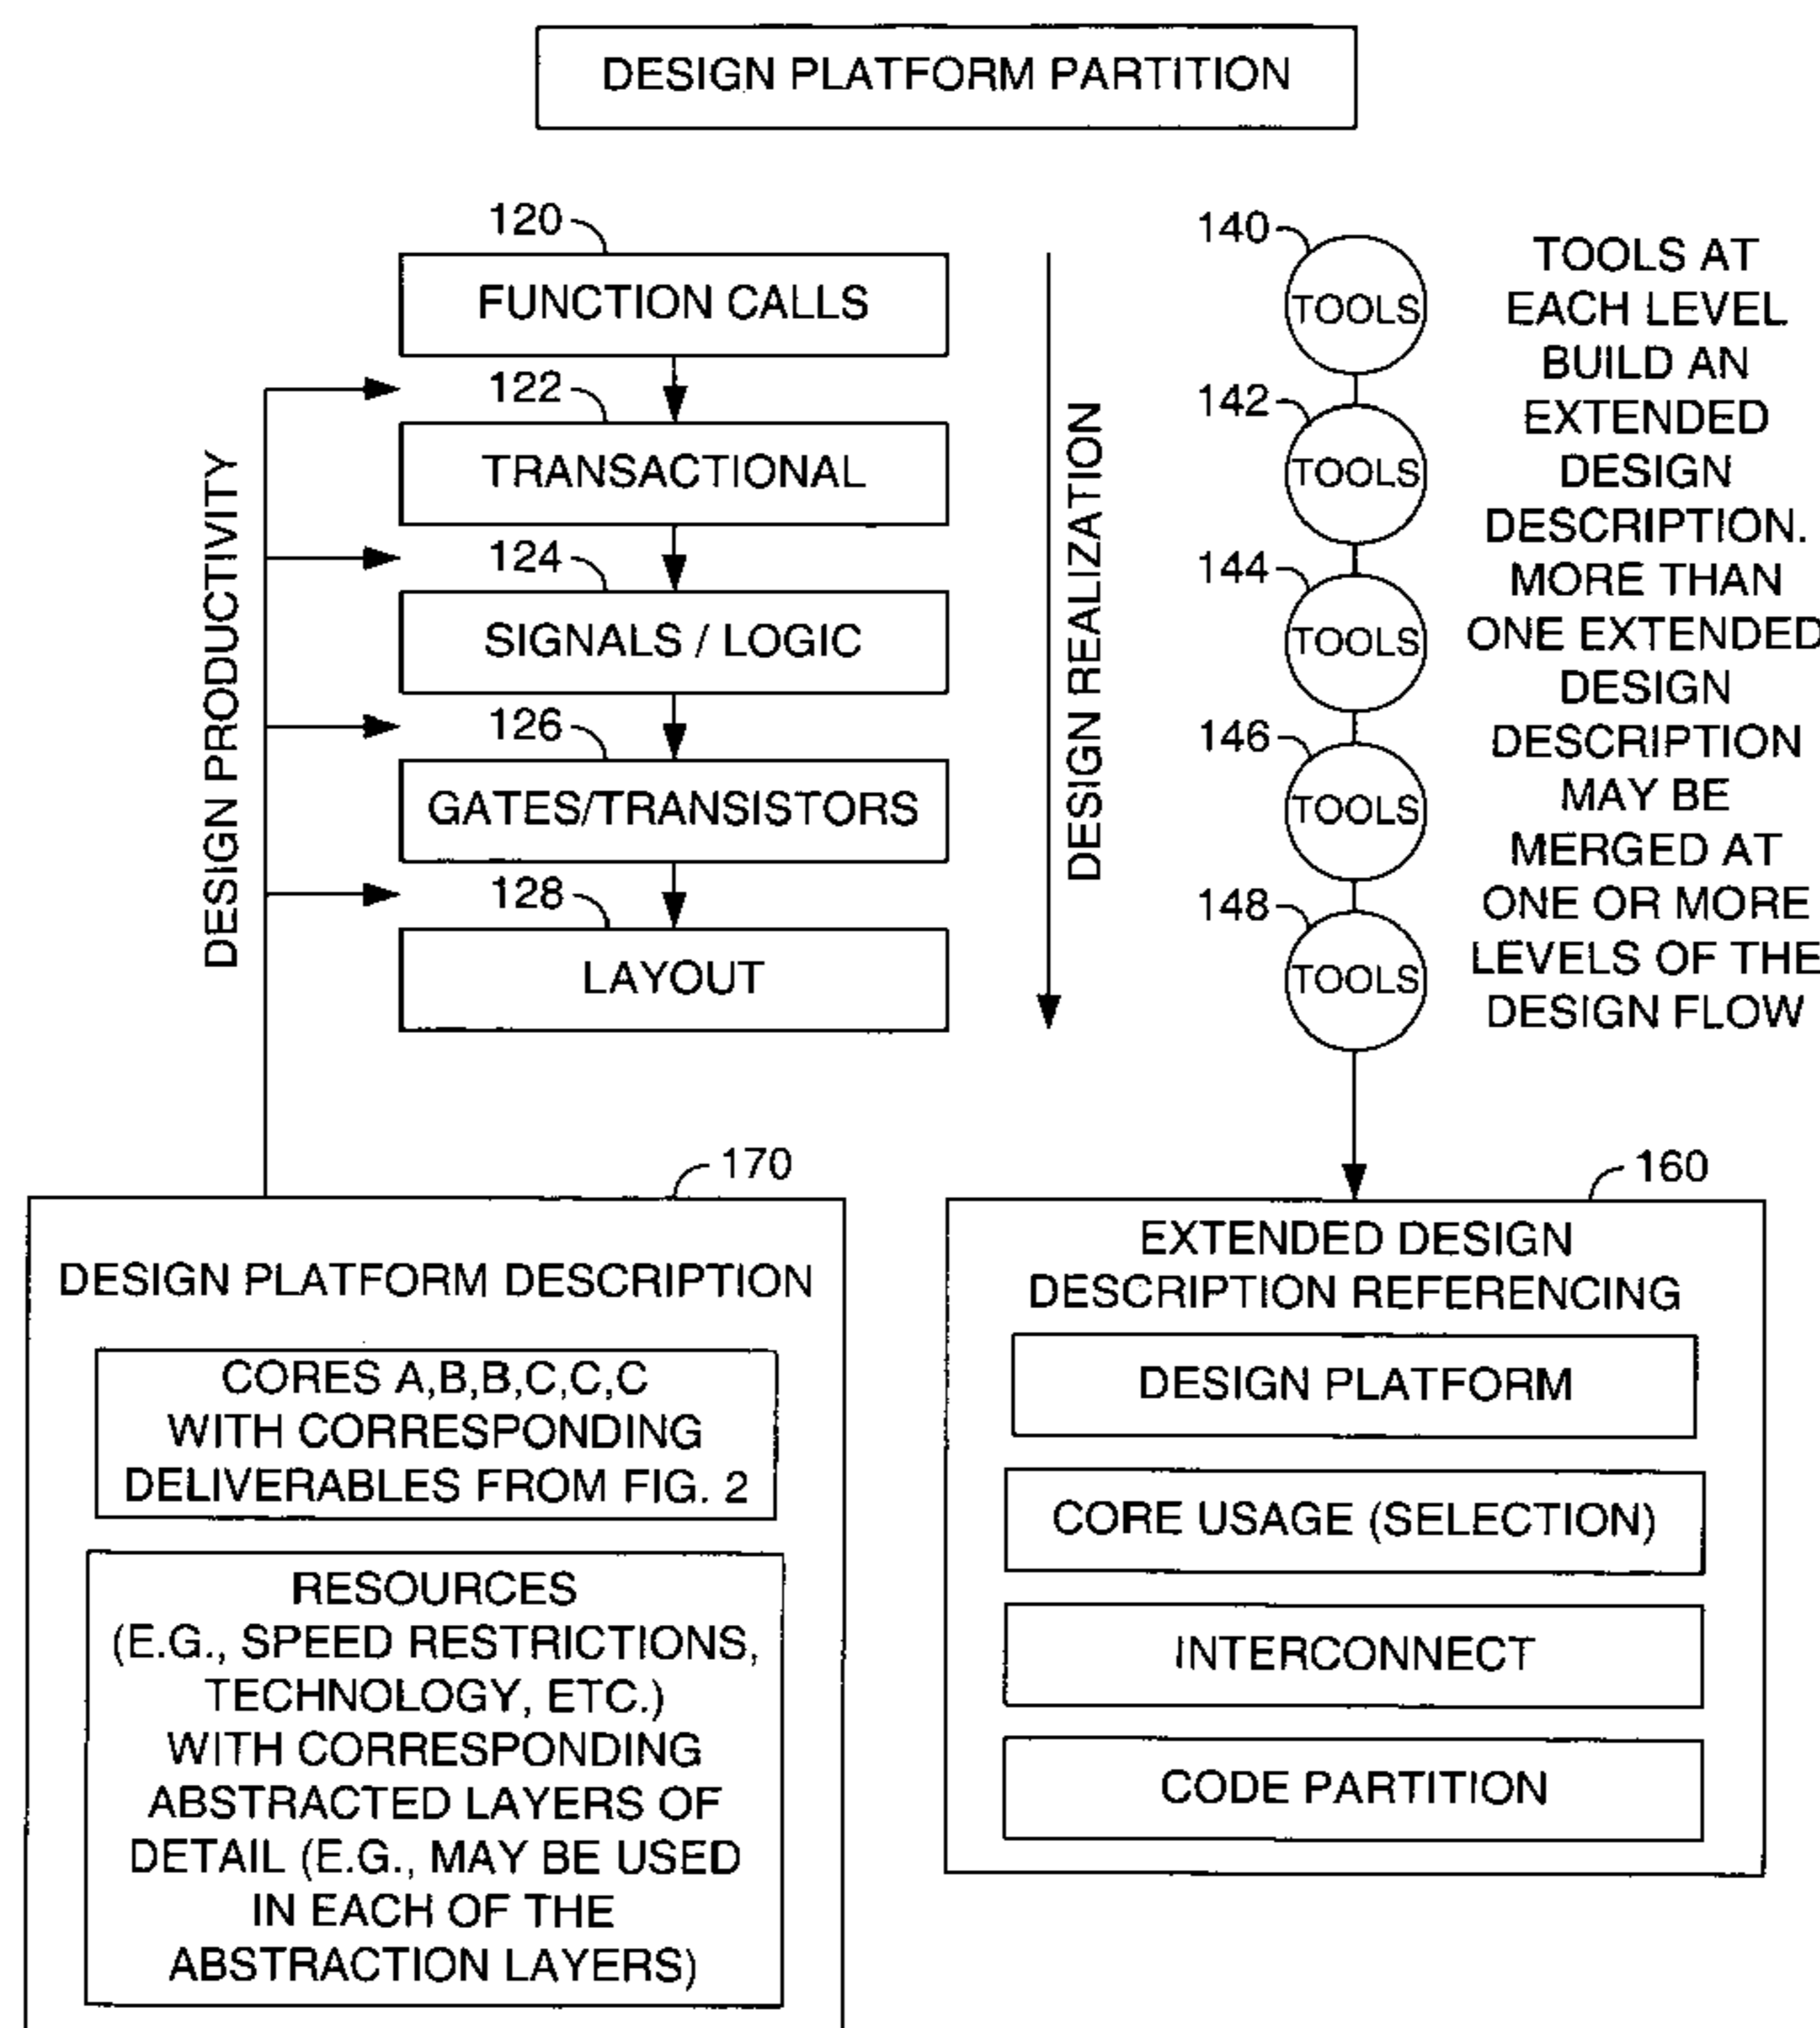 DESIGN PLATFORM PARTITION
120
FUNCTION CALLS
122
TRANSACTIONAL
124
SIGNALS / LOGIC
126
GATES/TRANSISTORS
128
LAYOUT
DESIGN PRODUCTIVITY
DESIGN REALIZATION
140
TOOLS
142
TOOLS
144
TOOLS
146
TOOLS
148
TOOLS
TOOLS AT
EACH LEVEL
BUILD AN
EXTENDED
DESIGN
DESCRIPTION.
MORE THAN
ONE EXTENDED
DESIGN
DESCRIPTION
MAY BE
MERGED AT
ONE OR MORE
LEVELS OF THE
DESIGN FLOW
170
DESIGN PLATFORM DESCRIPTION
CORES A,B,B,C,C,C
WITH CORRESPONDING
DELIVERABLES FROM FIG. 2
RESOURCES
(E.G., SPEED RESTRICTIONS,
TECHNOLOGY, ETC.)
WITH CORRESPONDING
ABSTRACTED LAYERS OF
DETAIL (E.G., MAY BE USED
IN EACH OF THE
ABSTRACTION LAYERS)
160
EXTENDED DESIGN
DESCRIPTION REFERENCING
DESIGN PLATFORM
CORE USAGE (SELECTION)
INTERCONNECT
CODE PARTITION